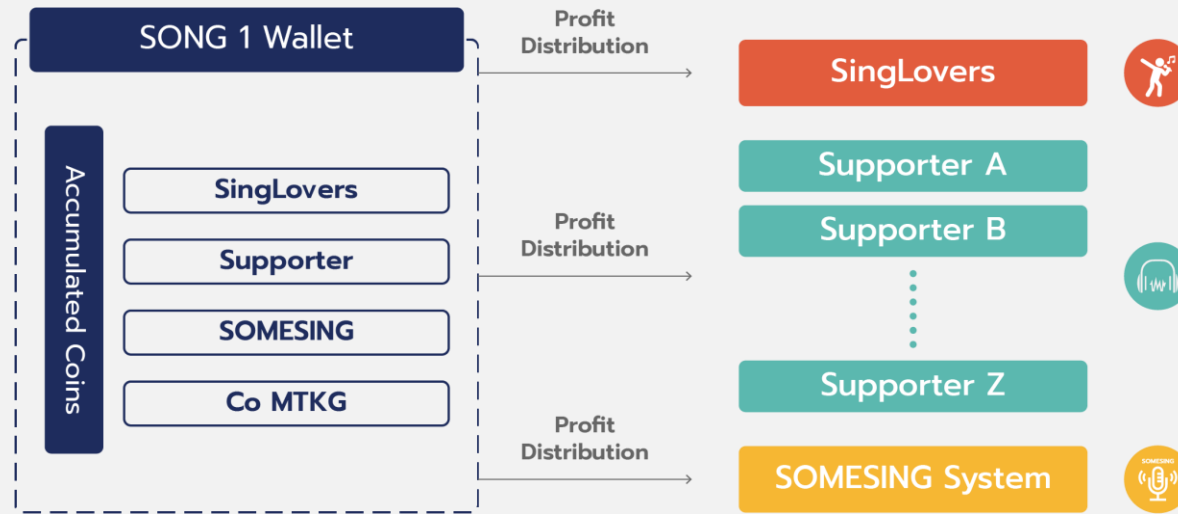 SONG 1 Wallet
Accumulated Coins
SingLovers
Supporter
SOMESING
Co MTKG
Profit
Distribution
Profit
Distribution
Profit
Distribution
SingLovers
Supporter A
Supporter B
Supporter Z
SOMESING System
SOMESING